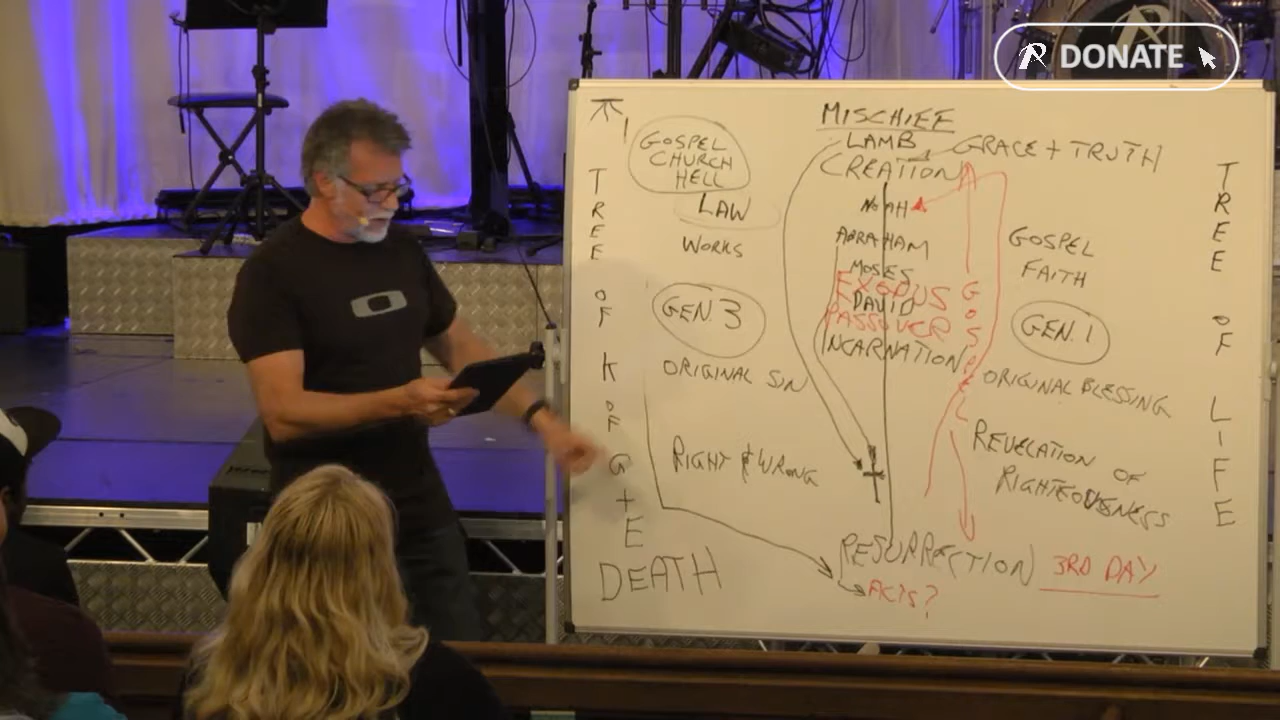 DONATE
MISCHIEF
LAMB
GRACE + TRUTH
CREATION
NOAH
ABRAHAM
MOSES
EXODUS
DAVID
PASSOVER
INCARNATION
GOSPEL
RESURRECTION
3RD DAY
ACTS?
GOSPEL
CHURCH
HELL
LAW
WORKS
GEN. 3
ORIGINAL SIN
RIGHT & WRONG
TREE OF K OF G + E
DEATH
GOSPEL
FAITH
GEN. 1
ORIGINAL BLESSING
REVELATION OF
RIGHTEOUSNESS
TREE OF LIFE